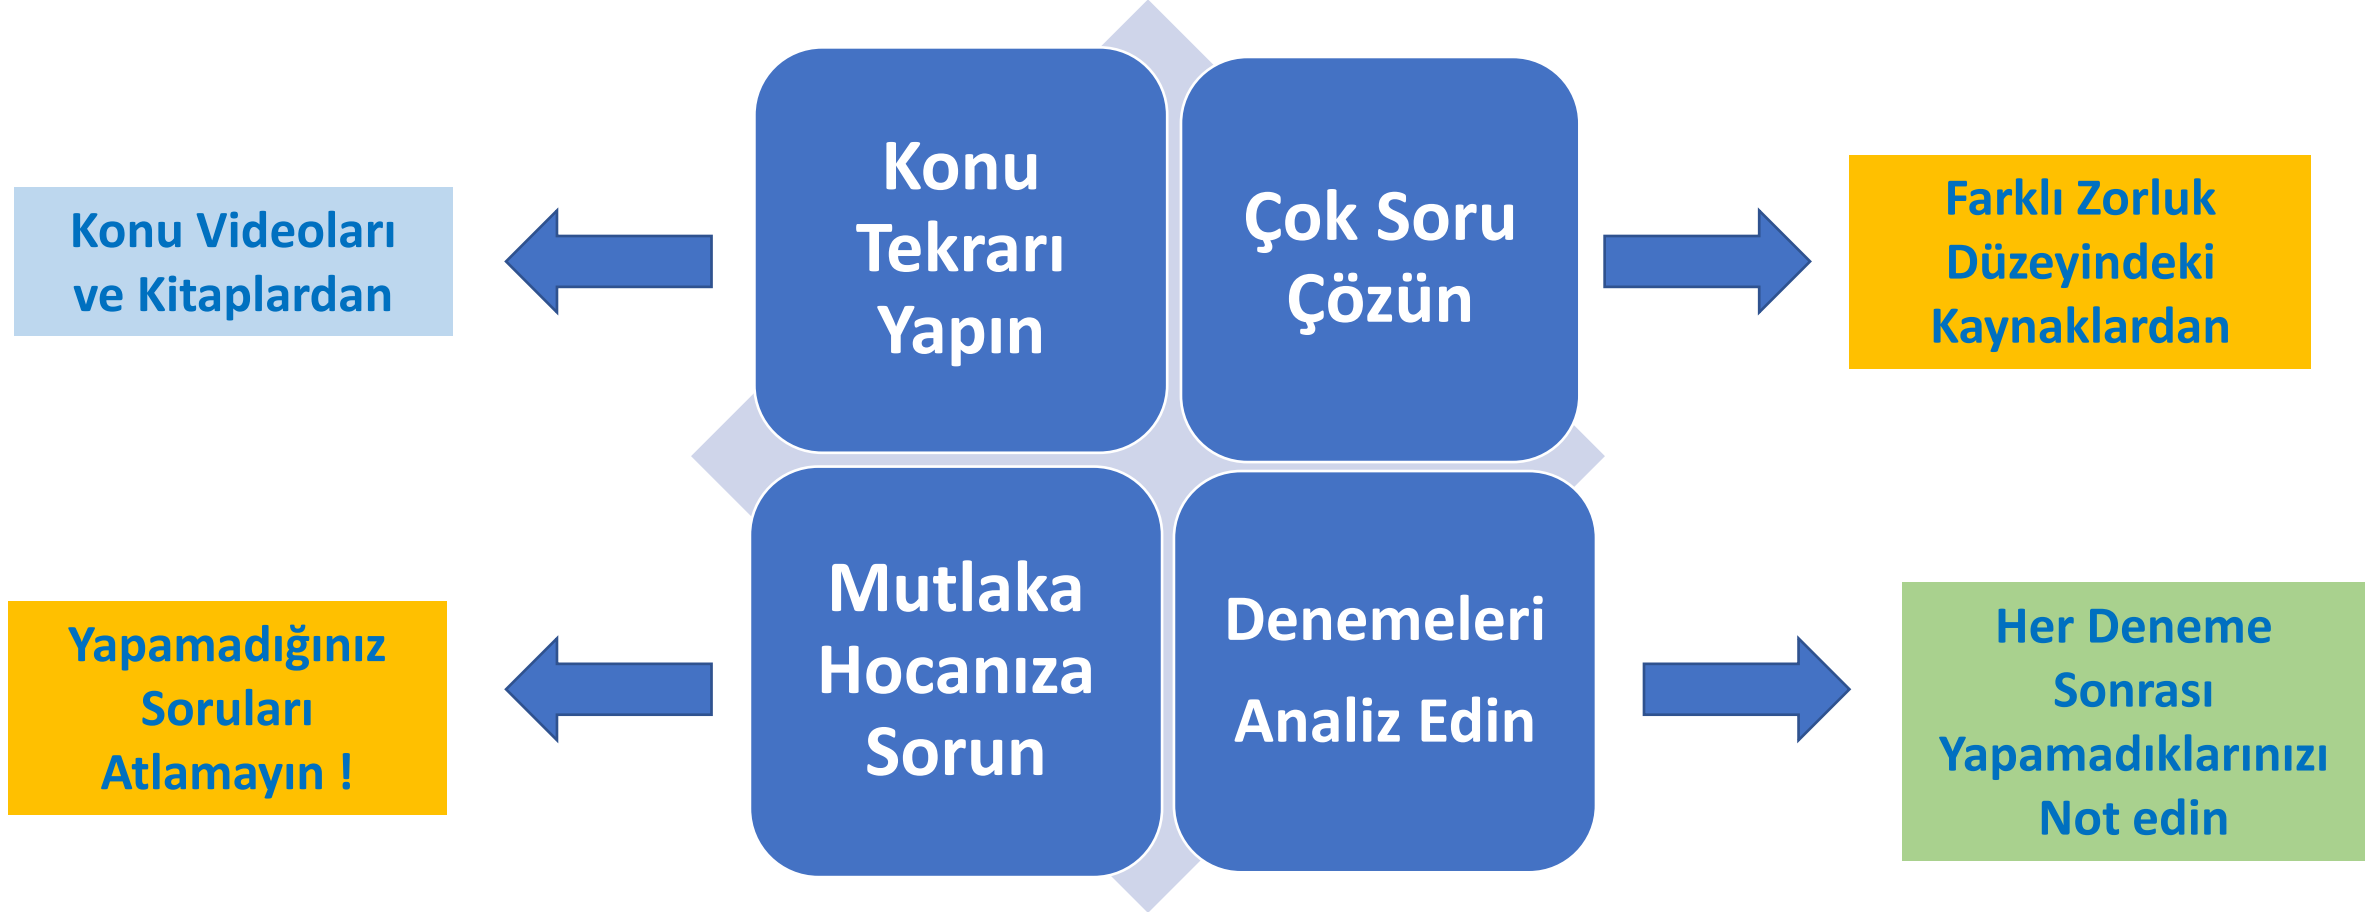 Konu Videoları
ve Kitaplardan
Konu
Tekrarı
Yapın
Çok Soru
Çözün
Farklı Zorluk
Düzeyindeki
Kaynaklardan
Yapamadığınız
Soruları
Atlamayın !
Mutlaka
Hocanıza
Sorun
Denemeleri
Analiz Edin
Her Deneme
Sonrası
Yapamadıklarınızı
Not edin